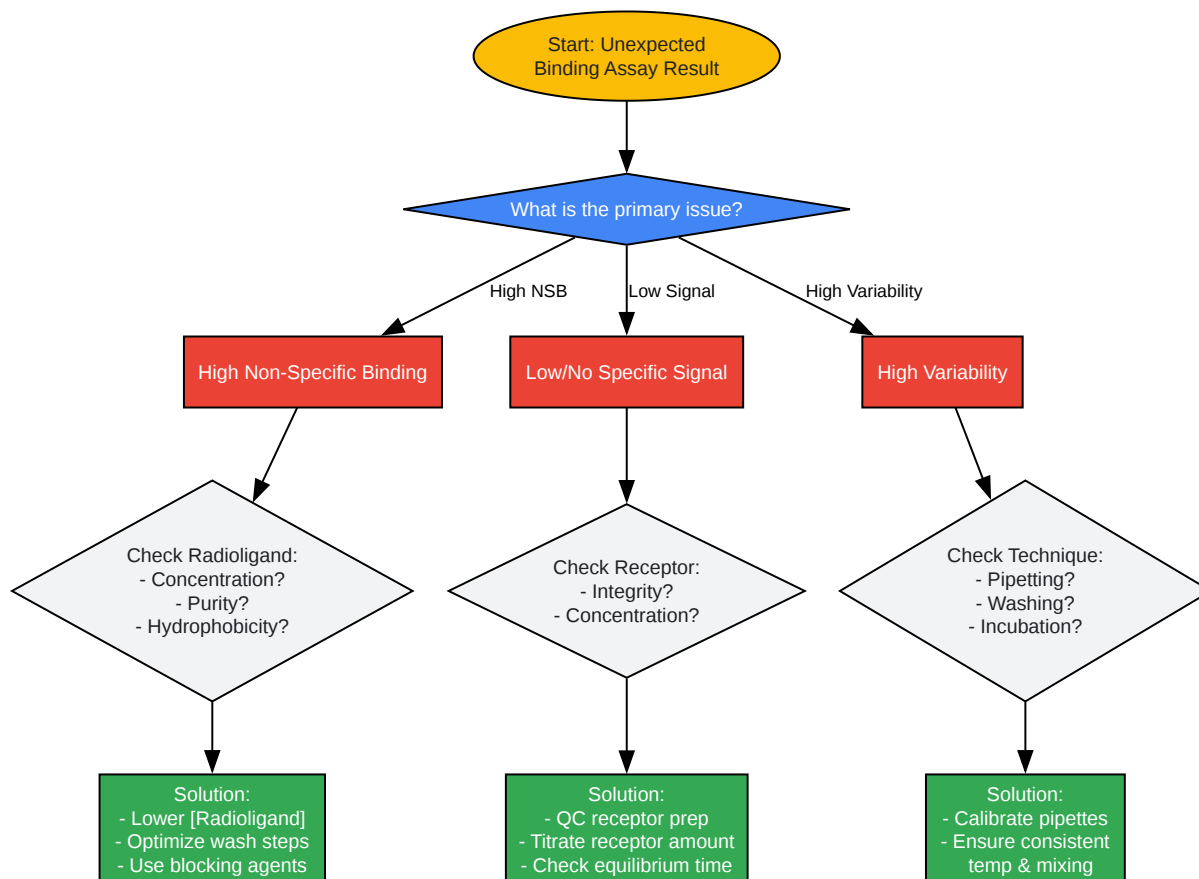 Start: Unexpected
Binding Assay Result
What is the primary issue?
High NSB
Low Signal
High Variability
High Non-Specific Binding
Low/No Specific Signal
High Variability
Check Radioligand:
- Concentration?
- Purity?
- Hydrophobicity?
Check Receptor:
- Integrity?
- Concentration?
Check Technique:
- Pipetting?
- Washing?
- Incubation?
Solution:
- Lower [Radioligand]
- Optimize wash steps
- Use blocking agents
Solution:
- QC receptor prep
- Titrate receptor amount
- Check equilibrium time
Solution:
- Calibrate pipettes
- Ensure consistent
temp & mixing